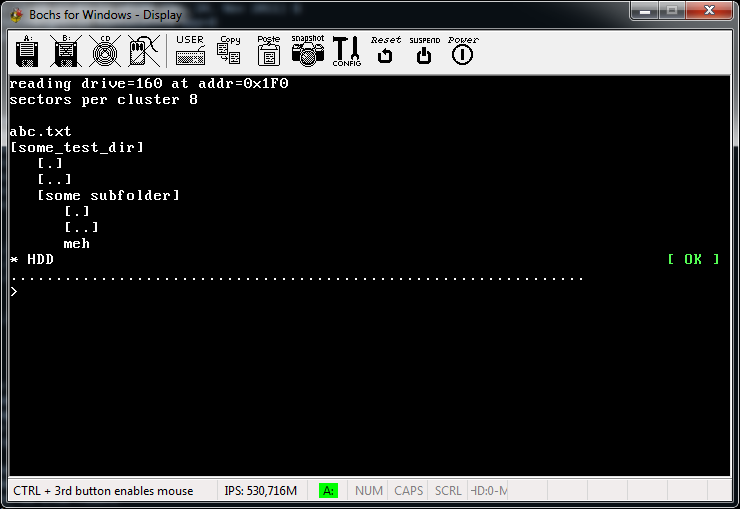 Bochs for Windows - Display
A: B: CD USER Copy Paste snapshot CONFIG Reset SUSPEND Power
reading drive=160 at addr=0x1F0
sectors per cluster 8
abc.txt
[some_test_dir]
[.]
[..]
[some subfolder]
[.]
[..]
meh
* HDD [ OK ]
................................................................
>
CTRL + 3rd button enables mouse IPS: 530,716M A: NUM CAPS SCRL HD:0-M